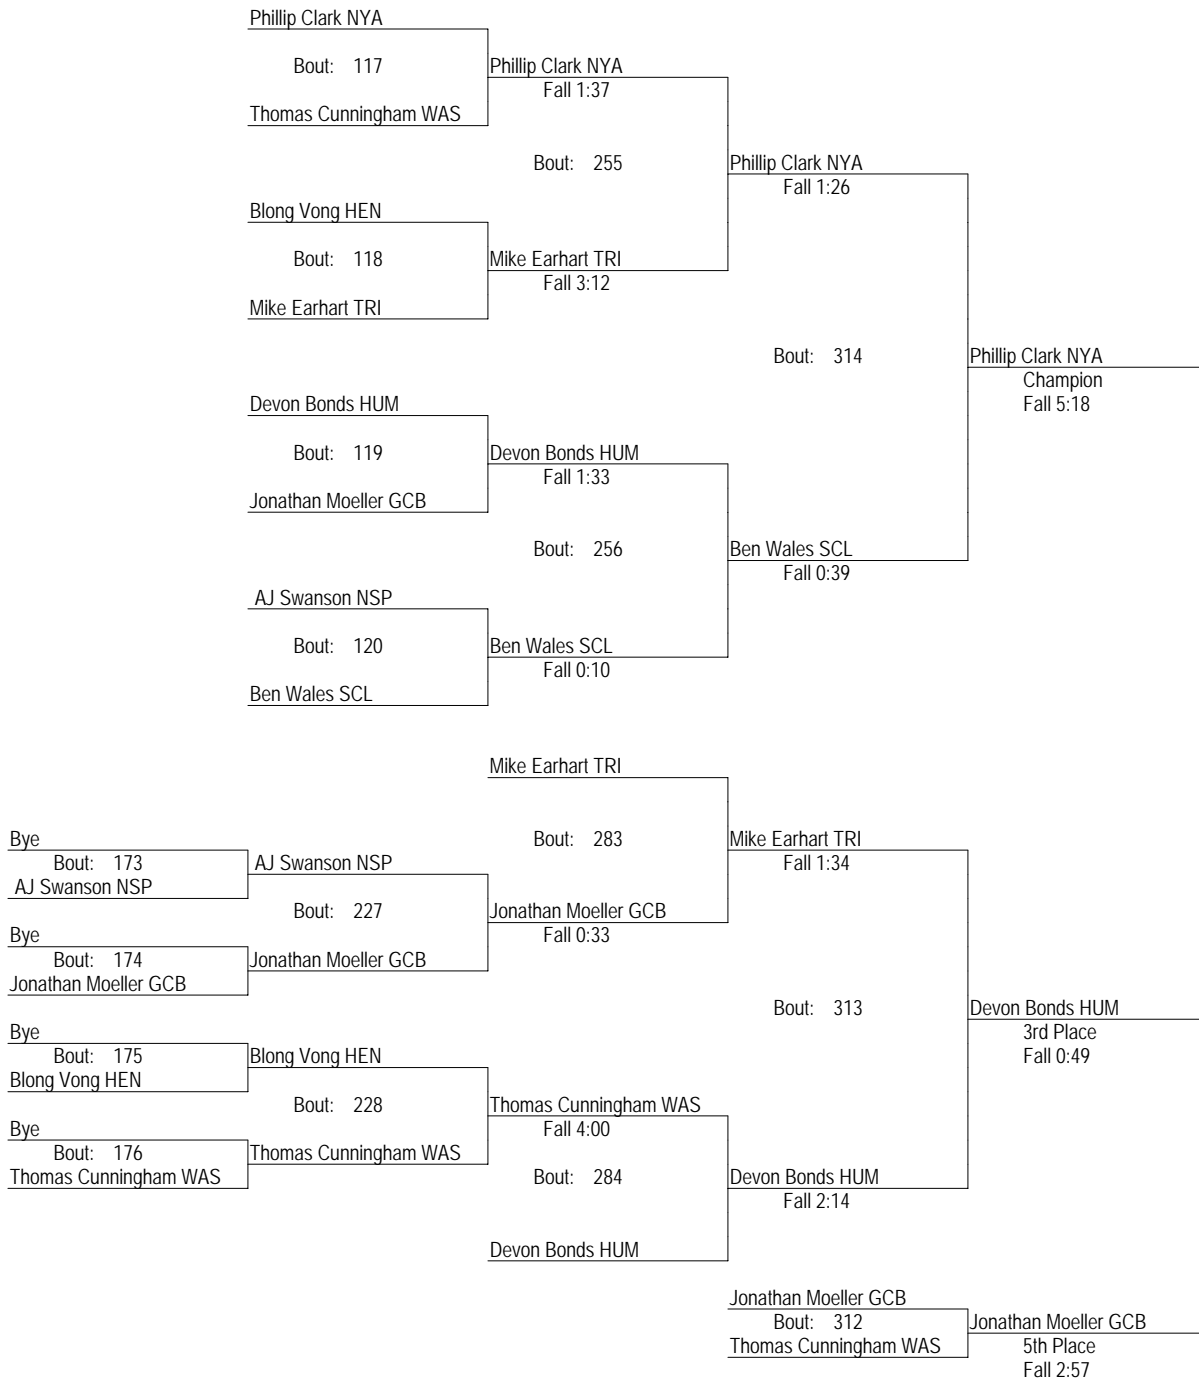 Phillip Clark NYA
Bout: 117
Phillip Clark NYA
Fall 1:37
Thomas Cunningham WAS
Bout: 255
Phillip Clark NYA
Fall 1:26
Blong Vong HEN
Bout: 118
Mike Earhart TRI
Fall 3:12
Mike Earhart TRI
Bout: 314
Phillip Clark NYA
Champion
Fall 5:18
Devon Bonds HUM
Bout: 119
Devon Bonds HUM
Fall 1:33
Jonathan Moeller GCB
Bout: 256
Ben Wales SCL
Fall 0:39
AJ Swanson NSP
Bout: 120
Ben Wales SCL
Fall 0:10
Ben Wales SCL
Mike Earhart TRI
Bye
Bout: 283
Mike Earhart TRI
Fall 1:34
Bout: 173
AJ Swanson NSP
AJ Swanson NSP
Bout: 227
Jonathan Moeller GCB
Fall 0:33
Bye
Bout: 174
Jonathan Moeller GCB
Jonathan Moeller GCB
Bout: 313
Devon Bonds HUM
3rd Place
Fall 0:49
Bye
Bout: 175
Blong Vong HEN
Blong Vong HEN
Bout: 228
Thomas Cunningham WAS
Fall 4:00
Bye
Bout: 176
Thomas Cunningham WAS
Thomas Cunningham WAS
Bout: 284
Devon Bonds HUM
Fall 2:14
Devon Bonds HUM
Jonathan Moeller GCB
Bout: 312
Jonathan Moeller GCB
5th Place
Fall 2:57
Thomas Cunningham WAS